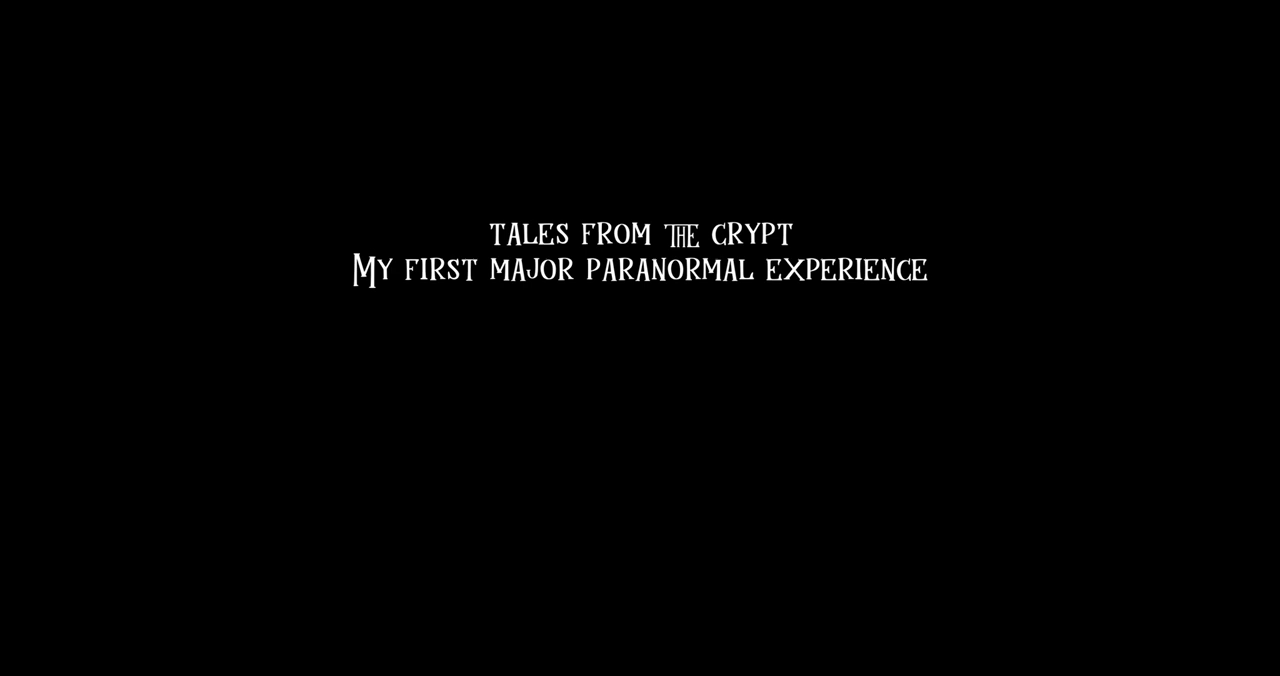 TALES FROM THE CRYPT
MY FIRST MAJOR PARANORMAL EXPERIENCE